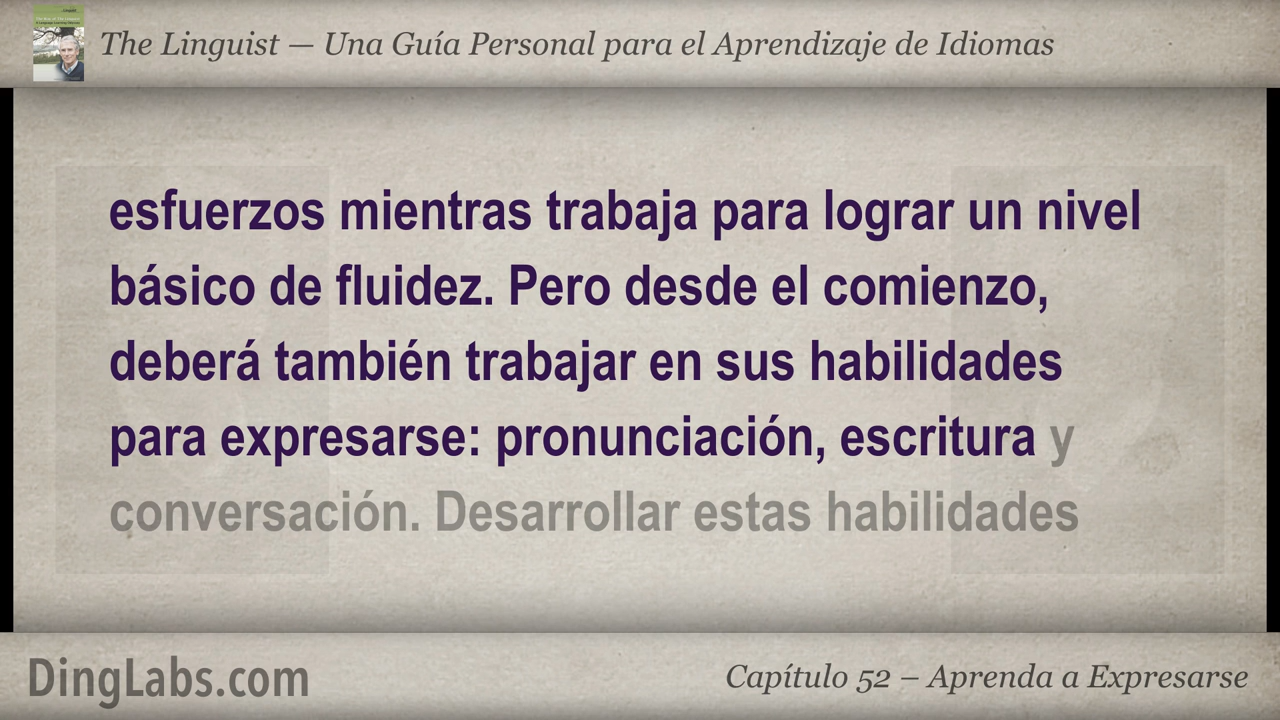 The Linguist — Una Guía Personal para el Aprendizaje de Idiomas
esfuerzos mientras trabaja para lograr un nivel
básico de fluidez. Pero desde el comienzo,
deberá también trabajar en sus habilidades
para expresarse: pronunciación, escritura y
conversación. Desarrollar estas habilidades
DingLabs.com
Capítulo 52 – Aprenda a Expresarse